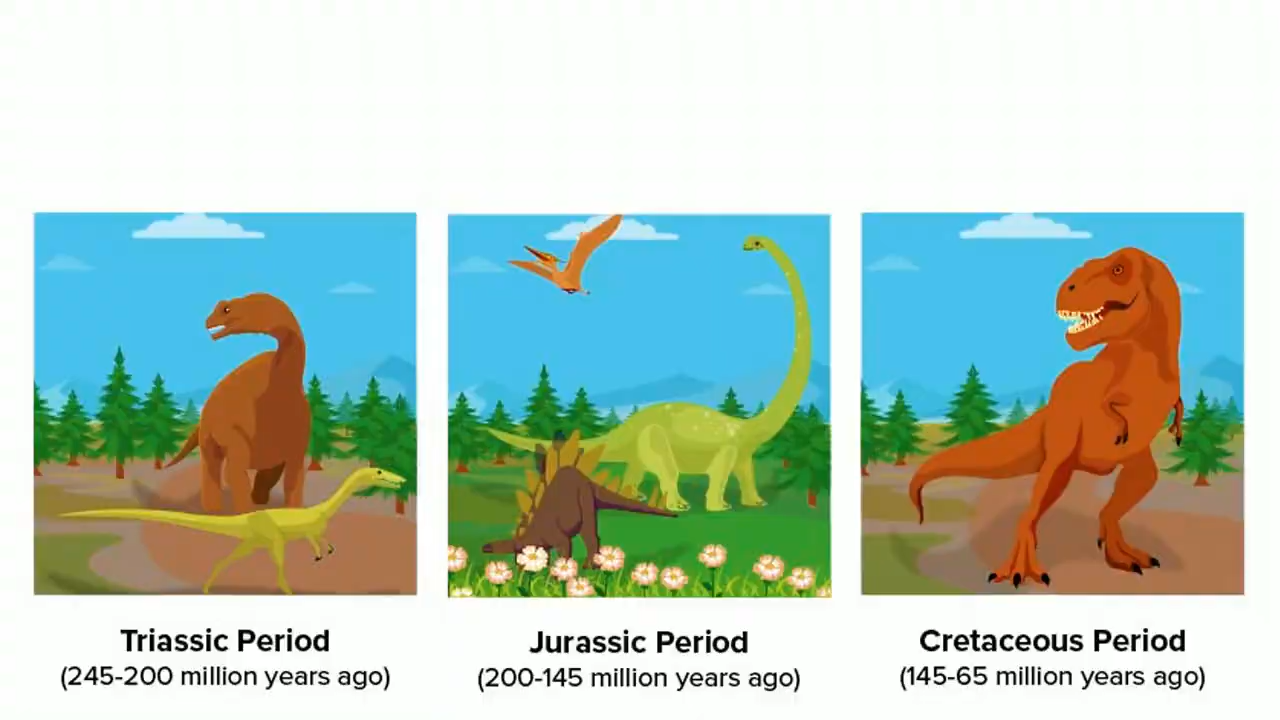 Triassic Period
(245-200 million years ago)
Jurassic Period
(200-145 million years ago)
Cretaceous Period
(145-65 million years ago)